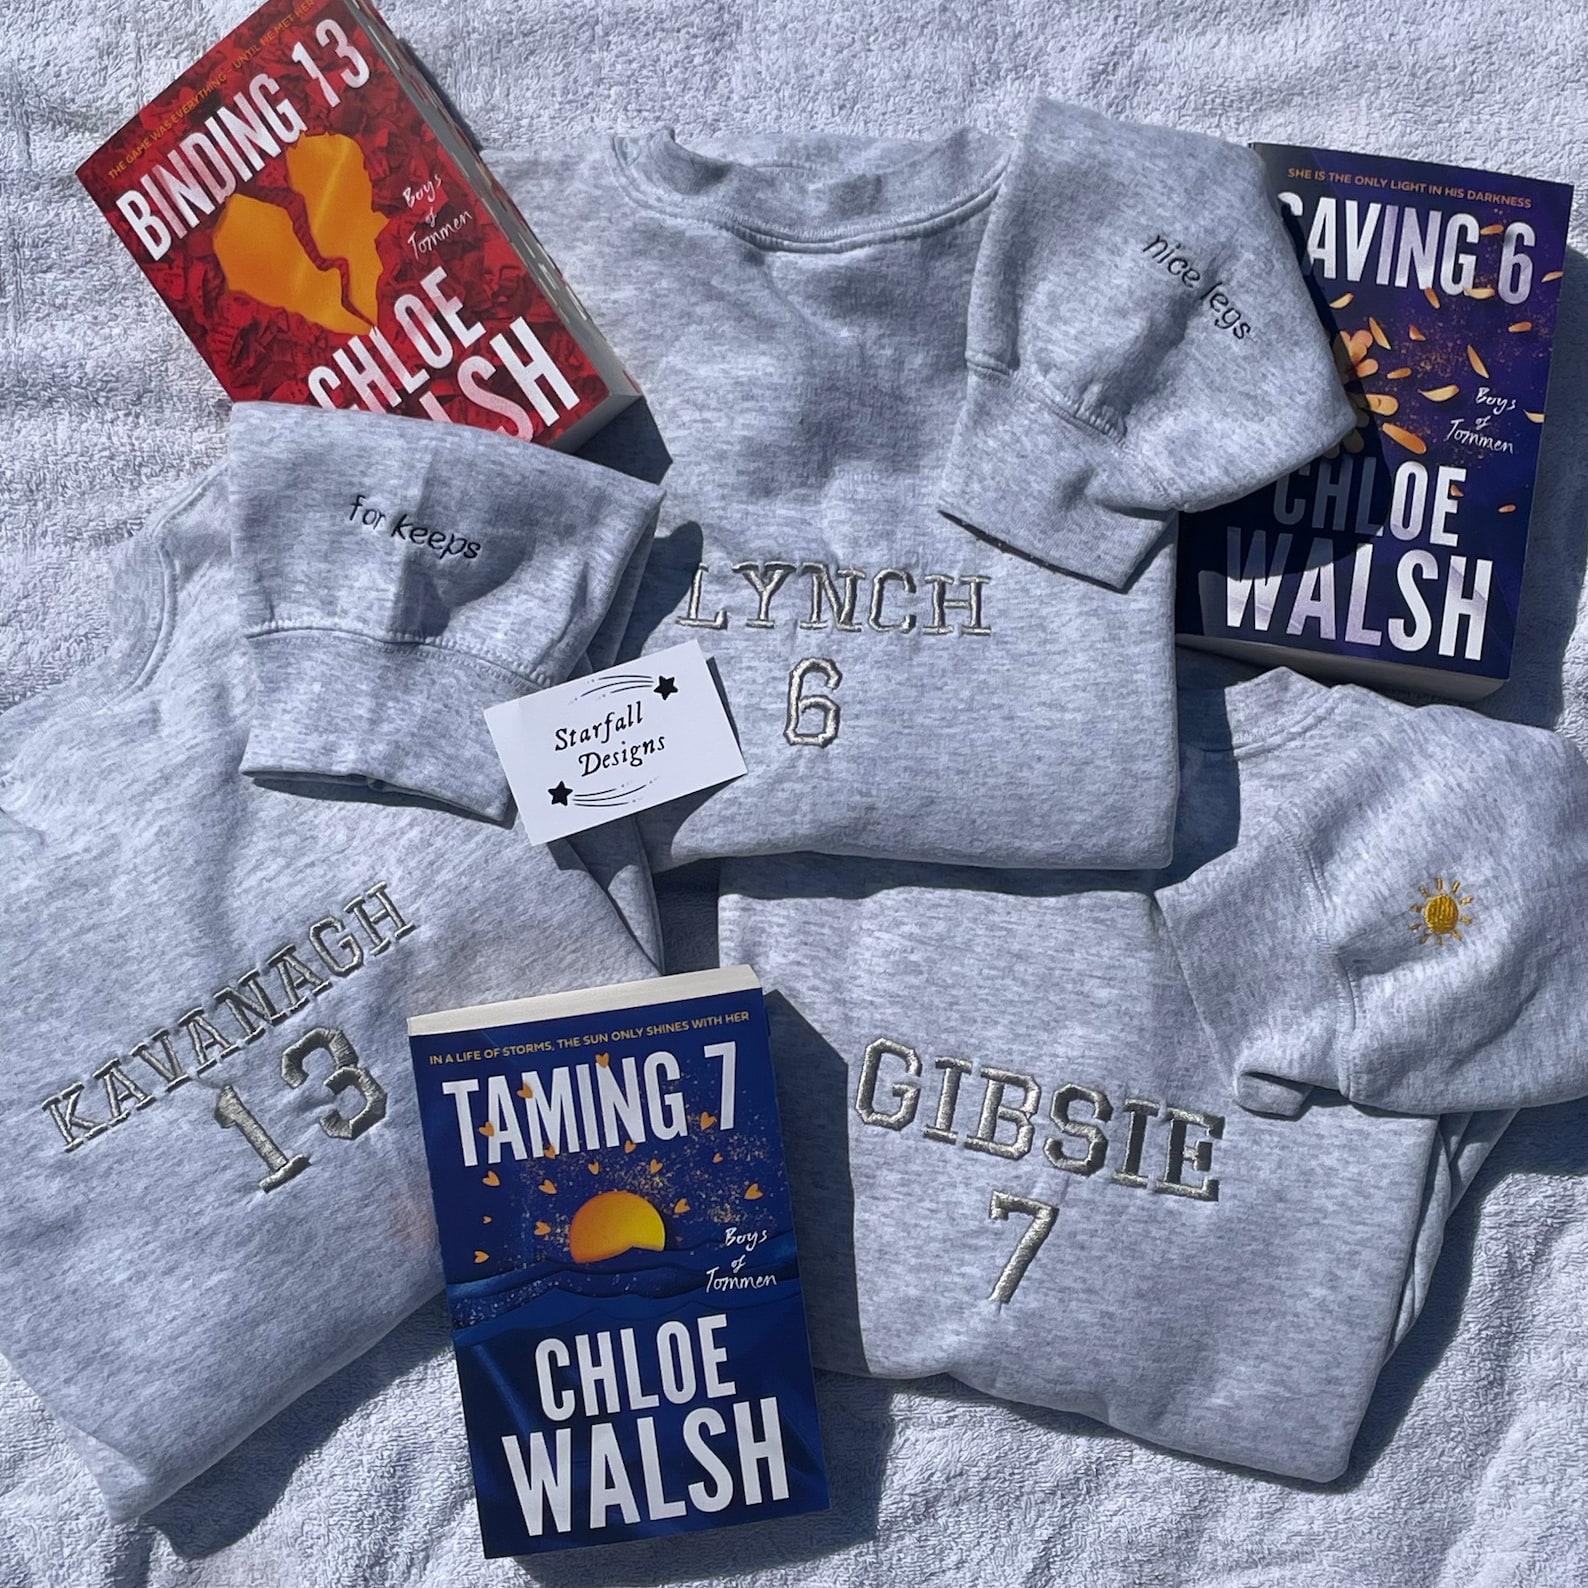 THE GAME WAS EVERYTHING - UNTIL HE MET HER
BINDING 13
Boys
of
Tommen
CHLOE
WALSH
SHE IS THE ONLY LIGHT IN HIS DARKNESS
SAVING 6
Boys
of
Tommen
CHLOE
WALSH
nice legs
for keeps
LYNCH
6
Starfall
Designs
KAVANAGH
13
GIBSIE
7
IN A LIFE OF STORMS, THE SUN ONLY SHINES WITH HER
TAMING 7
Boys
of
Tommen
CHLOE
WALSH